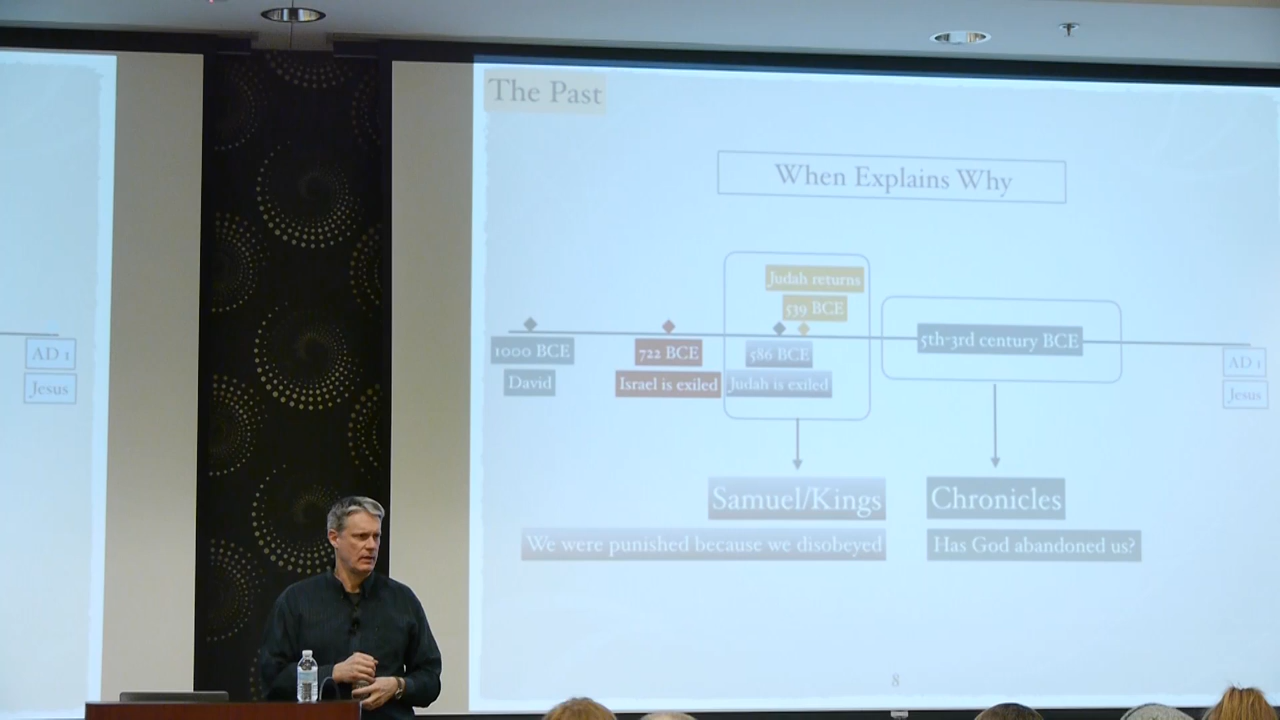 AD 1
Jesus
The Past
When Explains Why
Judah returns
539 BCE
1000 BCE
David
722 BCE
Israel is exiled
586 BCE
Judah is exiled
5th-3rd century BCE
AD 1
Jesus
Samuel/Kings
We were punished because we disobeyed
Chronicles
Has God abandoned us?
8